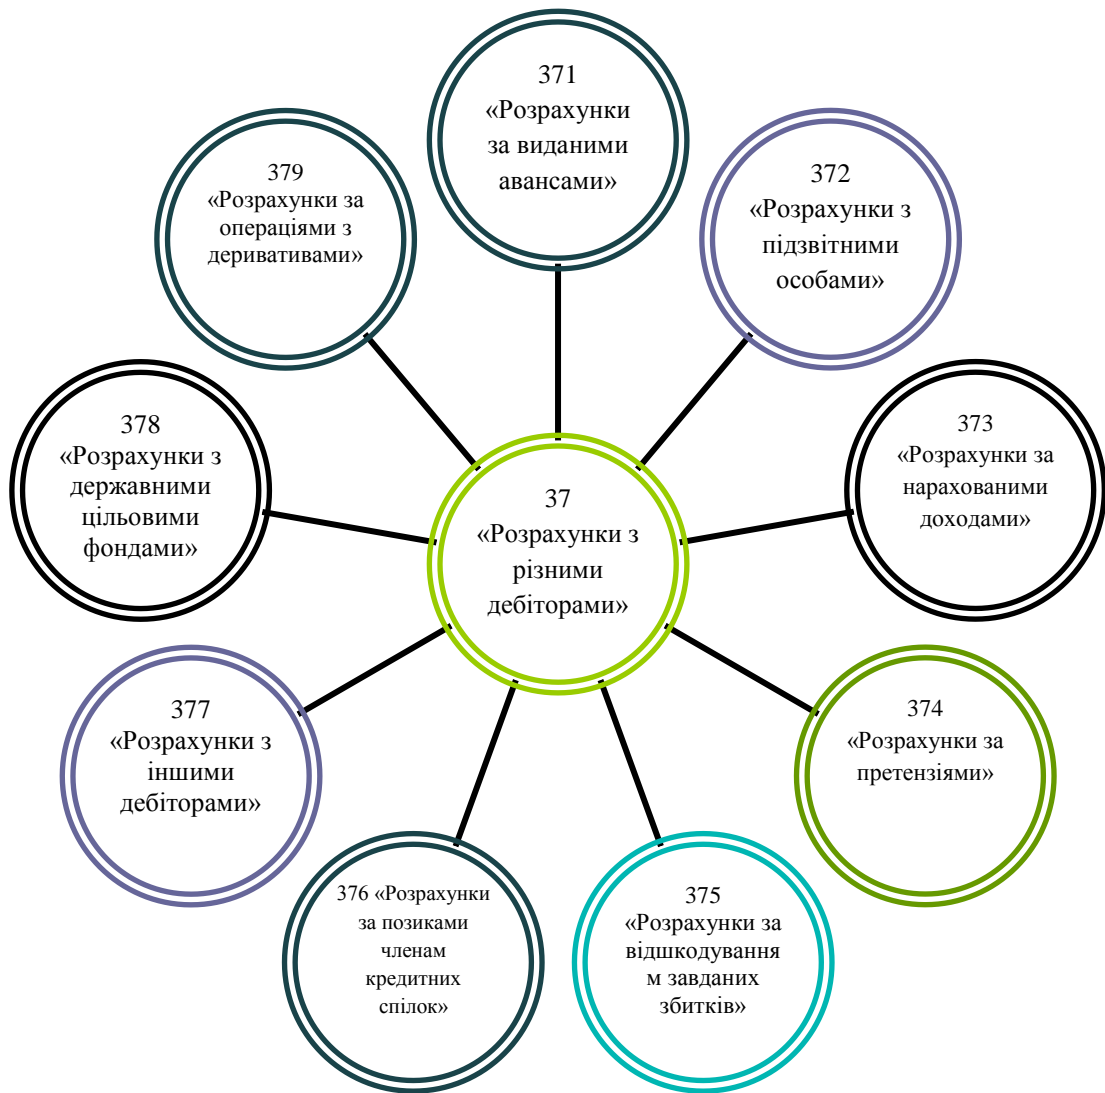 371
«Розрахунки
за виданими
авансами»
372
«Розрахунки з
підзвітними
особами»
373
«Розрахунки за
нарахованими
доходами»
374
«Розрахунки за
претензіями»
375
«Розрахунки за
відшкодування
м завданих
збитків»
376 «Розрахунки
за позиками
членам
кредитних
спілок»
377
«Розрахунки з
іншими
дебіторами»
378
«Розрахунки з
державними
цільовими
фондами»
379
«Розрахунки за
операціями з
деривативами»
37
«Розрахунки з
різними
дебіторами»